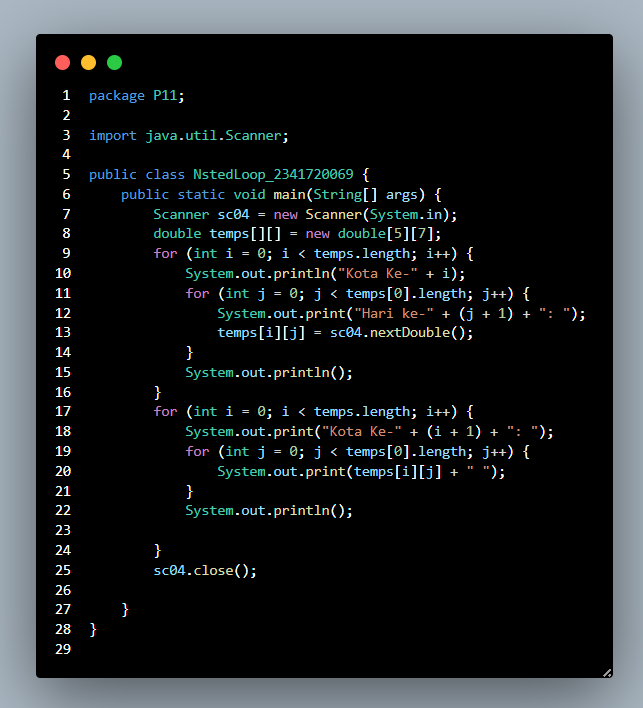 1 package P11;
2
3 import java.util.Scanner;
4
5 public class NstedLoop_2341720069 {
6     public static void main(String[] args) {
7         Scanner sc04 = new Scanner(System.in);
8         double temps[][] = new double[5][7];
9         for (int i = 0; i < temps.length; i++) {
10             System.out.println("Kota Ke-" + i);
11             for (int j = 0; j < temps[0].length; j++) {
12                 System.out.print("Hari ke-" + (j + 1) + ": ");
13                 temps[i][j] = sc04.nextDouble();
14             }
15             System.out.println();
16         }
17         for (int i = 0; i < temps.length; i++) {
18             System.out.print("Kota Ke-" + (i + 1) + ": ");
19             for (int j = 0; j < temps[0].length; j++) {
20                 System.out.print(temps[i][j] + " ");
21             }
22             System.out.println();
23
24         }
25         sc04.close();
26
27     }
28 }
29